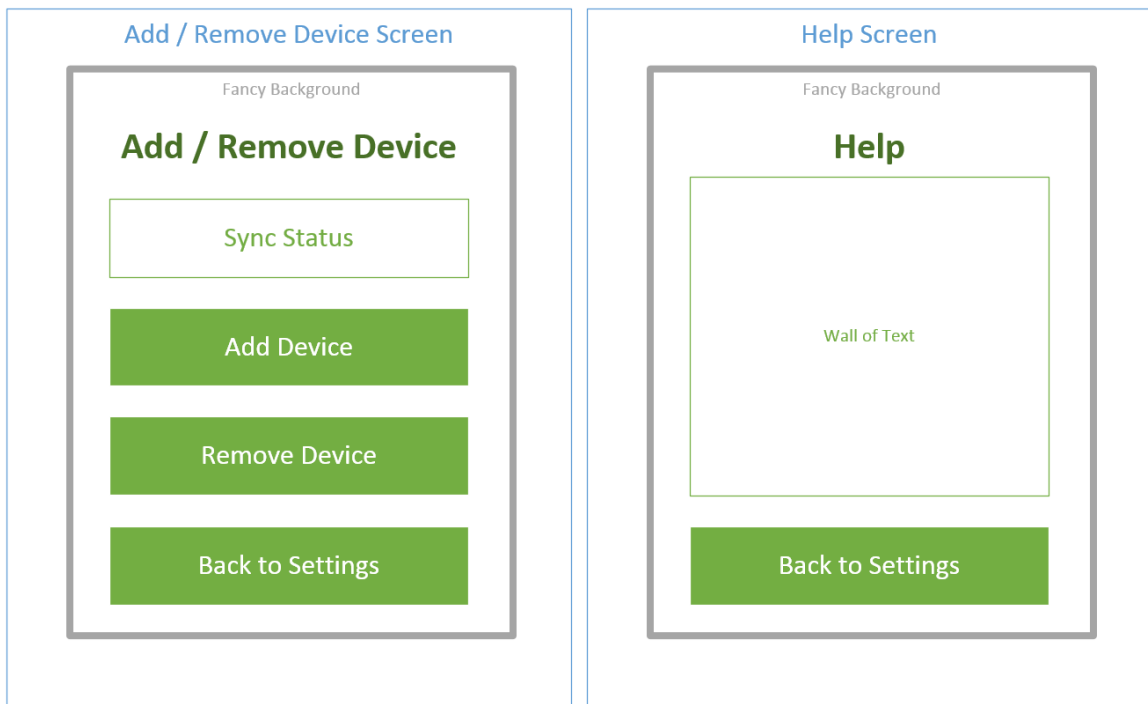 Add / Remove Device Screen
Fancy Background
Add / Remove Device
Sync Status
Add Device
Remove Device
Back to Settings
Help Screen
Fancy Background
Help
Wall of Text
Back to Settings